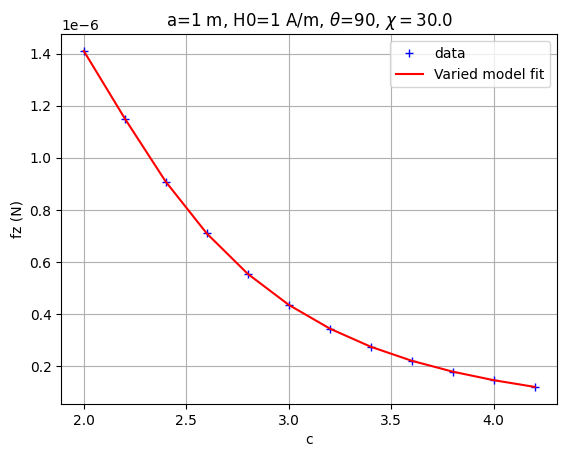 a=1 m, H0=1 A/m, θ=90, χ = 30.0
1e−6
data
Varied model fit
1.4
1.2
1.0
0.8
0.6
0.4
0.2
fz (N)
2.0 2.5 3.0 3.5 4.0
c